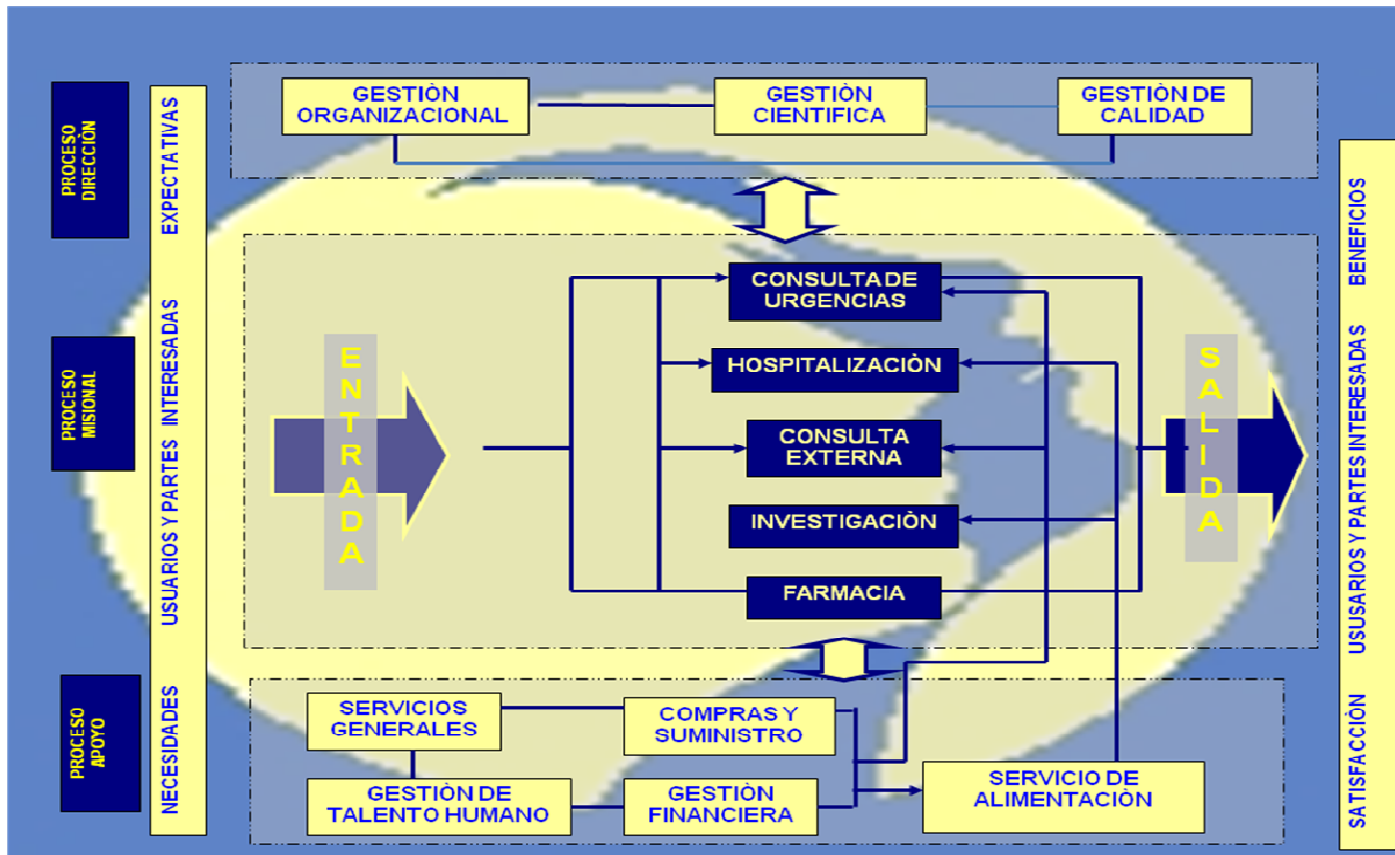 PROCESO
DIRECCIÒN
PROCESO
MISIONAL
PROCESO
APOYO
NECESIDADES USUARIOS Y PARTES INTERESADAS EXPECTATIVAS
GESTIÒN
ORGANIZACIONAL
GESTIÒN
CIENTIFICA
GESTIÒN DE
CALIDAD
ENTRADA
CONSULTA DE
URGENCIAS
HOSPITALIZACIÒN
CONSULTA
EXTERNA
INVESTIGACIÒN
FARMACIA
SALIDA
SERVICIOS
GENERALES
COMPRAS Y
SUMINISTRO
GESTIÒN DE
TALENTO HUMANO
GESTIÒN
FINANCIERA
SERVICIO DE
ALIMENTACIÒN
SATISFACCIÒN USUSARIOS Y PARTES INTERESADAS BENEFICIOS